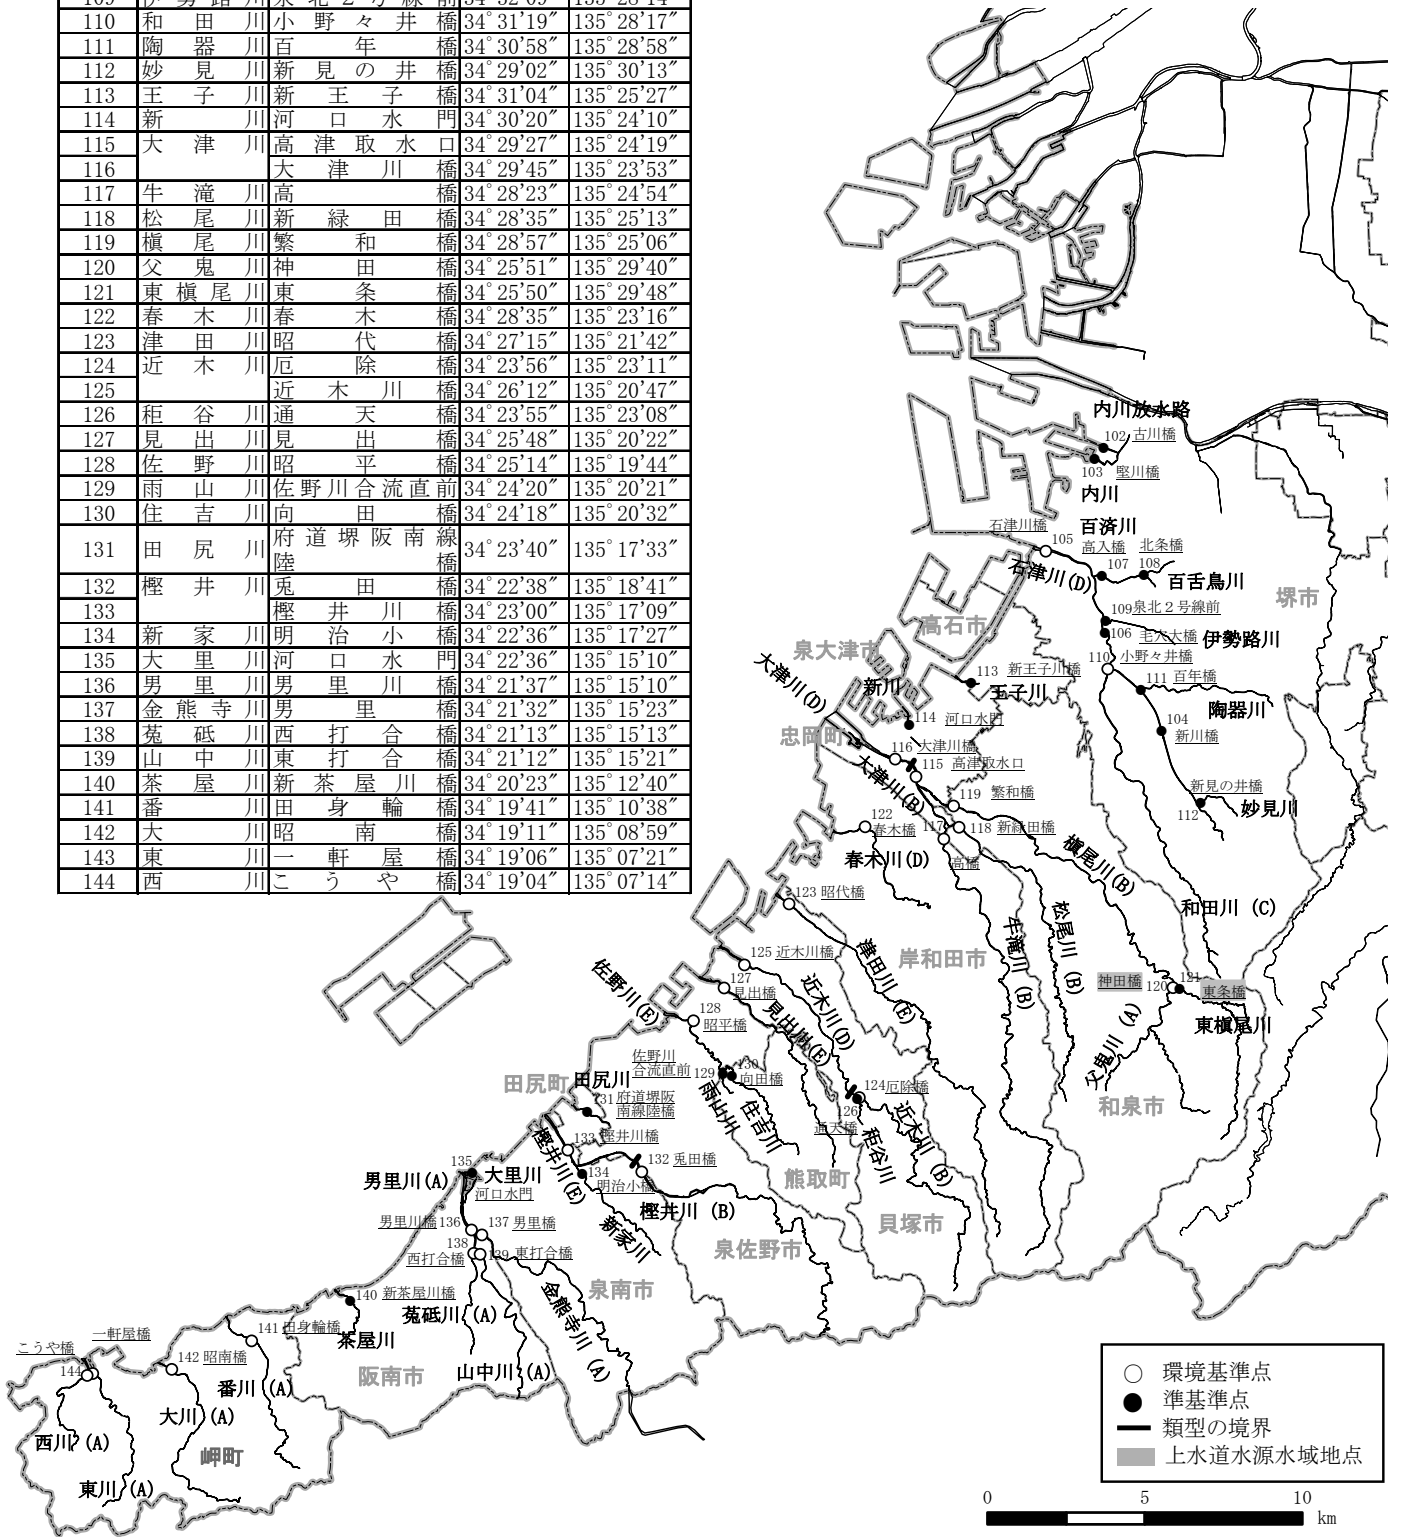 110 和田川 小野々井橋 34°31'19" 135°28'17"
111 陶器川 百年橋 34°30'58" 135°28'58"
112 妙見川 新見の井橋 34°29'02" 135°30'13"
113 王子川 新王子橋 34°31'04" 135°25'27"
114 新川 河口水門 34°30'20" 135°24'10"
115 大津川 高津取水口 34°29'27" 135°24'19"
116 大津川橋 34°29'45" 135°23'53"
117 牛滝川 高橋 34°28'23" 135°24'54"
118 松尾川 新緑田橋 34°28'35" 135°25'13"
119 槇尾川 繁和橋 34°28'57" 135°25'06"
120 父鬼川 神田橋 34°25'51" 135°29'40"
121 東槇尾川 東条橋 34°25'50" 135°29'48"
122 春木川 春木橋 34°28'35" 135°23'16"
123 津田川 昭代橋 34°27'15" 135°21'42"
124 近木川 厄除橋 34°23'56" 135°23'11"
125 近木川橋 34°26'12" 135°20'47"
126 秬谷川 通天橋 34°23'55" 135°23'08"
127 見出川 見出橋 34°25'48" 135°20'22"
128 佐野川 昭平橋 34°25'14" 135°19'44"
129 雨山川 佐野川合流直前 34°24'20" 135°20'21"
130 住吉川 向田橋 34°24'18" 135°20'32"
131 田尻川 府道堺阪南線
陸橋 34°23'40" 135°17'33"
132 樫井川 兎田橋 34°22'38" 135°18'41"
133 樫井川橋 34°23'00" 135°17'09"
134 新家川 明治小橋 34°22'36" 135°17'27"
135 大里川 河口水門 34°22'36" 135°15'10"
136 男里川 男里川橋 34°21'37" 135°15'10"
137 金熊寺川 男里橋 34°21'32" 135°15'23"
138 菟砥川 西打合橋 34°21'13" 135°15'13"
139 山中川 東打合橋 34°21'12" 135°15'21"
140 茶屋川 新茶屋川橋 34°20'23" 135°12'40"
141 番川 田身輪橋 34°19'41" 135°10'38"
142 大川 昭南橋 34°19'11" 135°08'59"
143 東川 一軒屋橋 34°19'06" 135°07'21"
144 西川 こうや橋 34°19'04" 135°07'14"
内川放水路
102 古川橋
103 堅川橋
内川
石津川橋
105
百済川
高入橋
107
北条橋
108
石津川(D)
百舌鳥川
堺市
109 泉北2号線前
106 毛穴大橋
伊勢路川
高石市
泉大津市
110 小野々井橋
111 百年橋
陶器川
113 新王子川橋
王子川
新川
114 河口水門
大津川(D)
忠岡町
104
新川橋
116 大津川橋
115 高津取水口
大津川(B)
新見の井橋
112
妙見川
119 繁和橋
122
春木橋
117
118 新緑田橋
高橋
春木川(D)
槇尾川(B)
和田川 (C)
123 昭代橋
津田川(E)
岸和田市
牛滝川(B)
松尾川(B)
125 近木川橋
近木川(D)
127
見出橋
見出川(E)
佐野川(E)
128
昭平橋
神田橋
120
121
東条橋
東槇尾川
父鬼川(A)
和泉市
佐野川
合流直前
129
130
向田橋
雨山川
住吉川
124 厄除橋
126
通天橋
近木川(B)
秬谷川
熊取町
貝塚市
田尻町
田尻川
131 府道堺阪
南線陸橋
133 樫井川橋
樫井川(E)
132 兎田橋
134
明治小橋
樫井川 (B)
新家川
泉佐野市
泉南市
135
大里川
河口水門
男里川(A)
男里川橋 136
137 男里橋
138
西打合橋
139 東打合橋
金熊寺川(A)
菟砥川(A)
山中川(A)
140 新茶屋川橋
茶屋川
阪南市
141 田身輪橋
番川(A)
142 昭南橋
大川(A)
岬町
一軒屋橋
こうや橋
144
西川(A)
東川(A)
環境基準点
準基準点
類型の境界
上水道水源水域地点
0 5 10
km